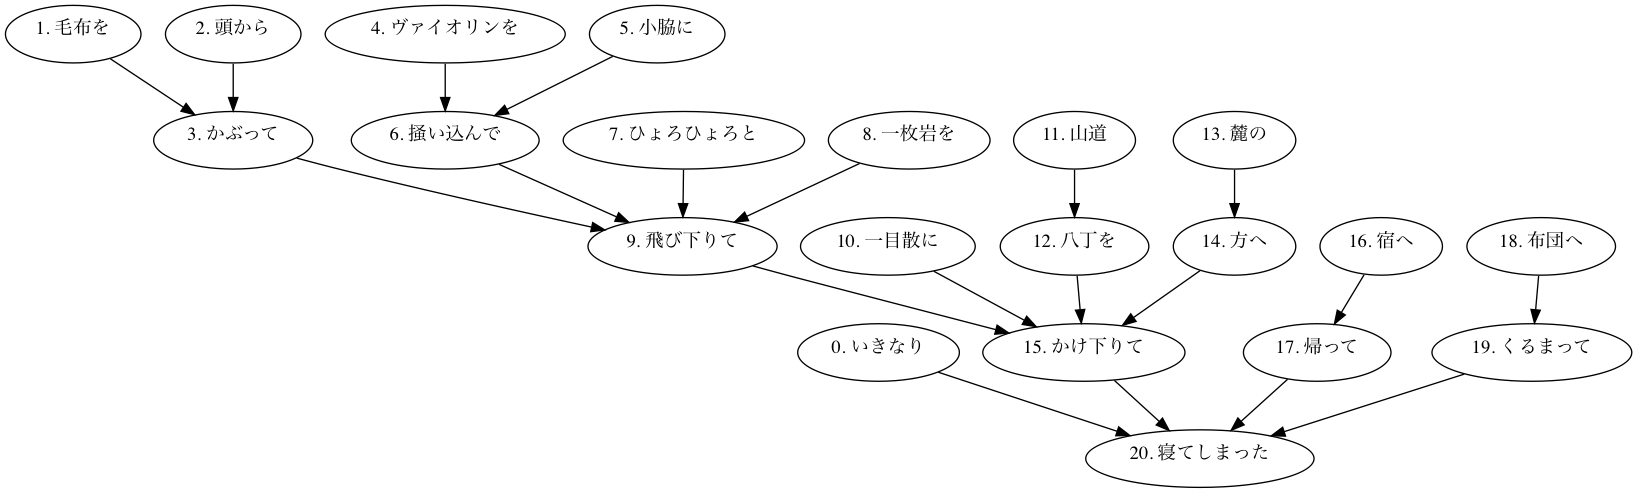 1. 毛布を
2. 頭から
4. ヴァイオリンを
5. 小脇に
3. かぶって
6. 掻い込んで
7. ひょろひょろと
8. 一枚岩を
11. 山道
13. 麓の
9. 飛び下りて
10. 一目散に
12. 八丁を
14. 方へ
16. 宿へ
18. 布団へ
0. いきなり
15. かけ下りて
17. 帰って
19. くるまって
20. 寝てしまった